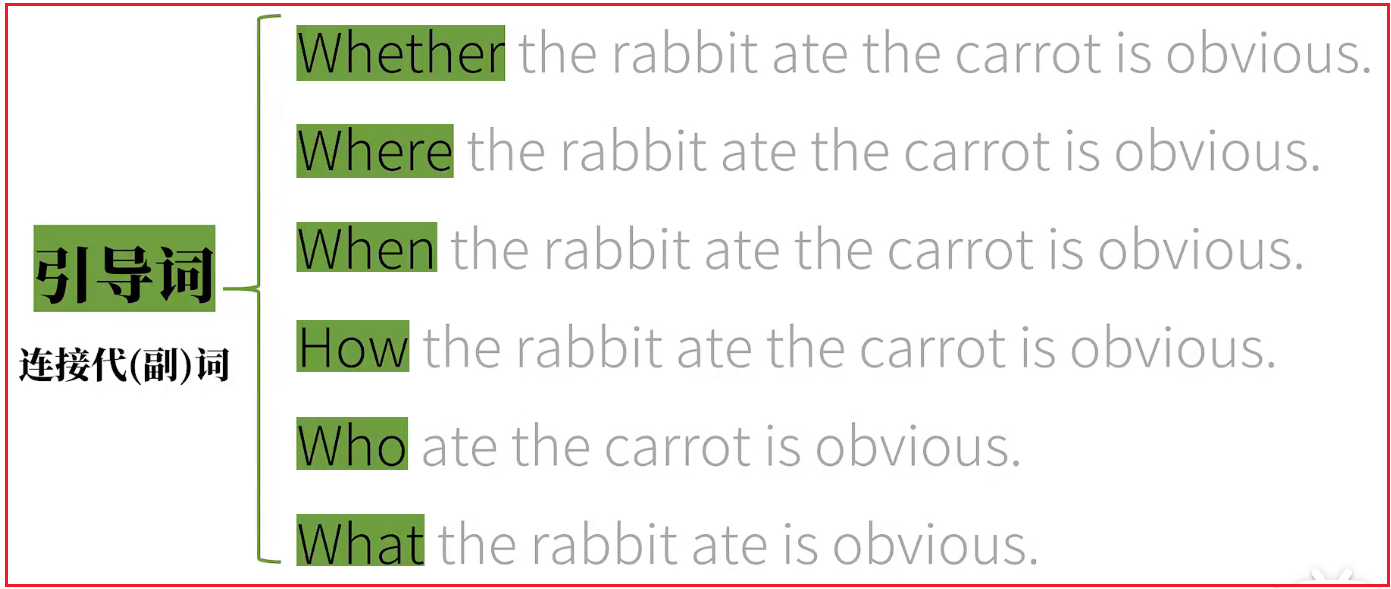 Whether the rabbit ate the carrot is obvious.
Where the rabbit ate the carrot is obvious.
When the rabbit ate the carrot is obvious.
引导词
How the rabbit ate the carrot is obvious.
连接代(副)词
Who ate the carrot is obvious.
What the rabbit ate is obvious.